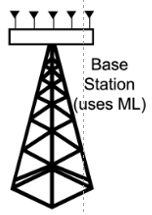 Base
Station
(uses ML)